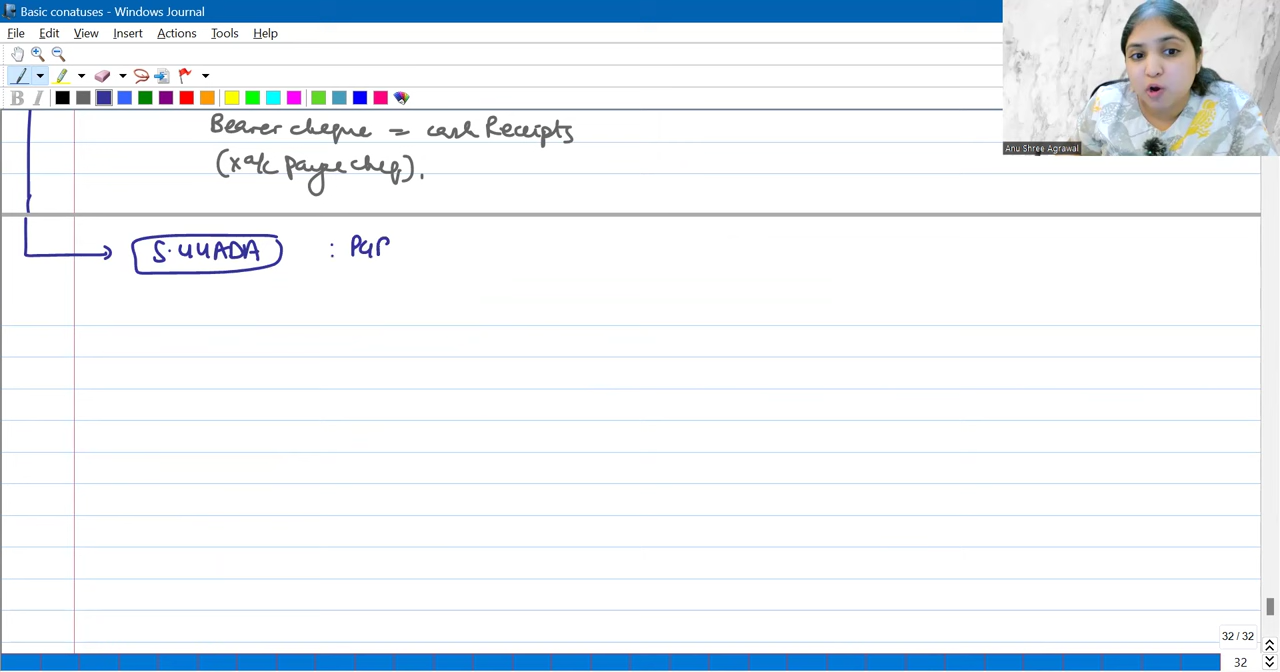 Basic conatuses - Windows Journal
File Edit View Insert Actions Tools Help
B I
Anu Shree Agrawal
Bearer cheque = cash Receipts
(x a/c payee cheq).
S.44ADA : PGP
32 / 32
32